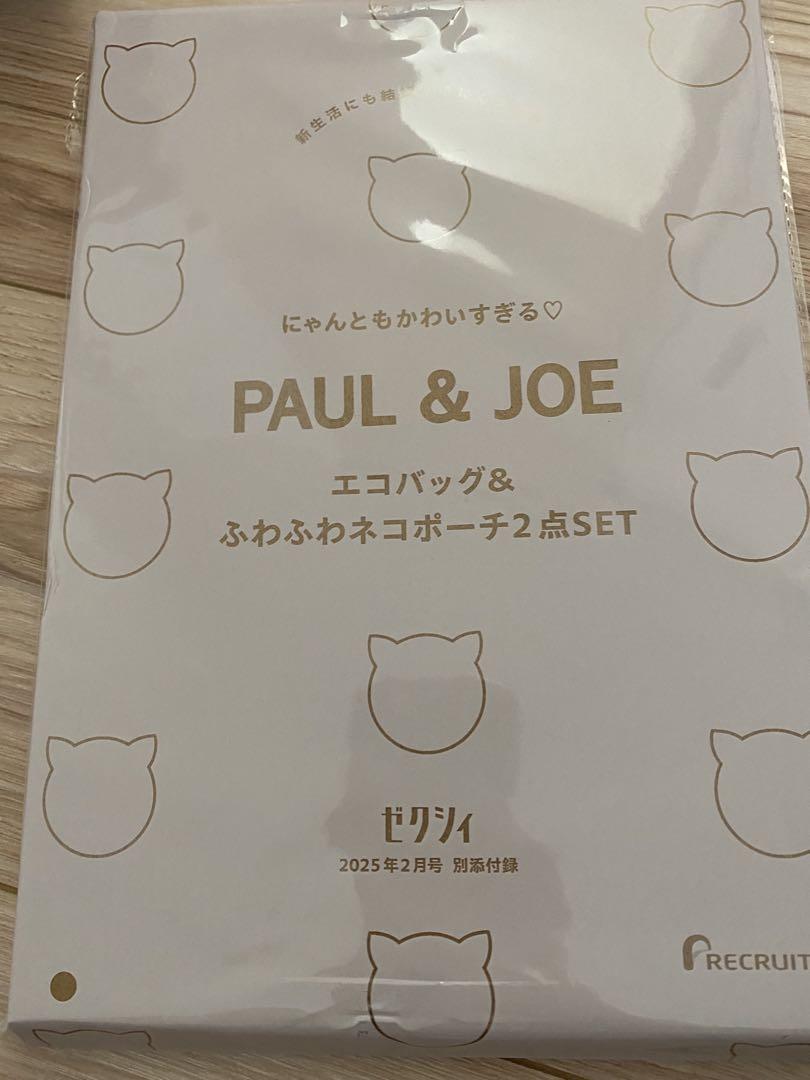 新生活にも結
にゃんともかわいすぎる♡
PAUL & JOE
エコバッグ&
ふわふわネコポーチ2点SET
ゼクシィ
2025年2月号 別添付録
RECRUIT